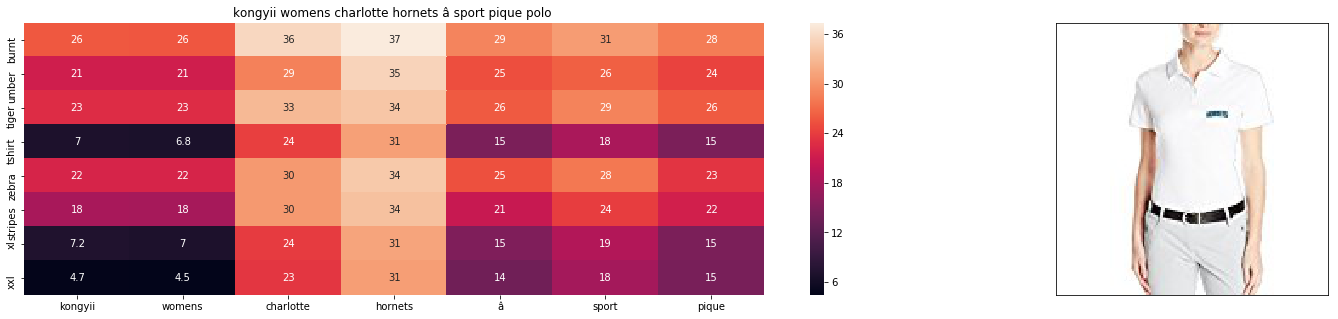 kongyii womens charlotte hornets â sport pique polo
burnt 26 26 36 37 29 31 28
umber 21 21 29 35 25 26 24
tiger 23 23 33 34 26 29 26
tshirt 7 6.8 24 31 15 18 15
zebra 22 22 30 34 25 28 23
stripes 18 18 30 34 21 24 22
xl 7.2 7 24 31 15 19 15
xxl 4.7 4.5 23 31 14 18 15
kongyii womens charlotte hornets â sport pique
36
30
24
18
12
6